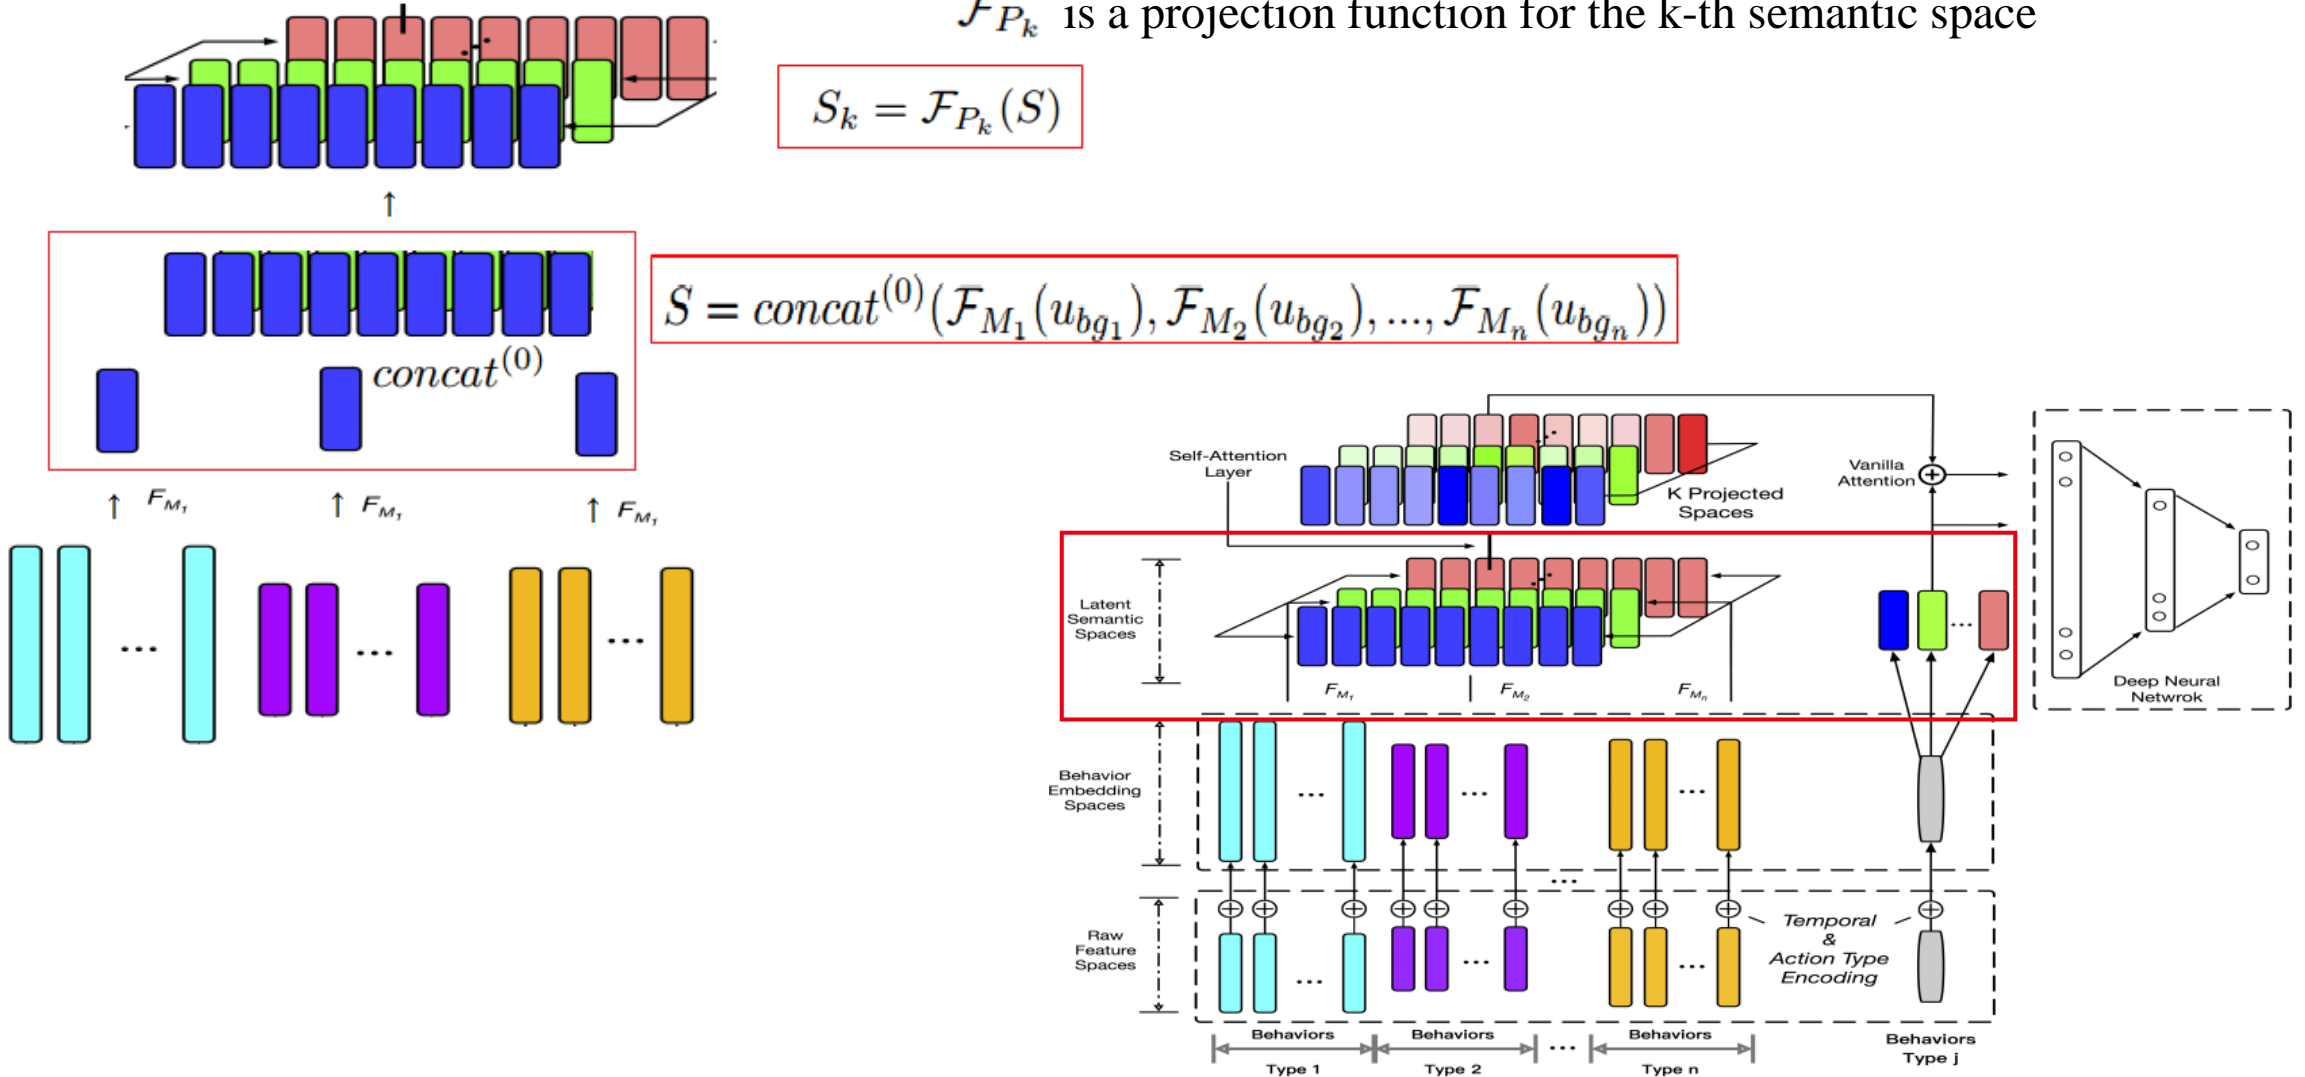 𝓕_{P_k} is a projection function for the k-th semantic space
S_k = 𝓕_{P_k}(S)
S = concat^{(0)}(𝓕_{M_1}(u_{bg_1}), 𝓕_{M_2}(u_{bg_2}), ..., 𝓕_{M_n}(u_{bg_n}))
concat^{(0)}
F_{M_1}
F_{M_1}
F_{M_1}
...
...
...
Self-Attention
Layer
K Projected
Spaces
Vanilla
Attention
Latent
Semantic
Spaces
F_{M_1}
F_{M_2}
F_{M_n}
...
Deep Neural
Netwrok
Behavior
Embedding
Spaces
...
...
...
...
Raw
Feature
Spaces
...
...
...
Temporal
&
Action Type
Encoding
Behaviors
Type 1
Behaviors
Type 2
...
Behaviors
Type n
Behaviors
Type j